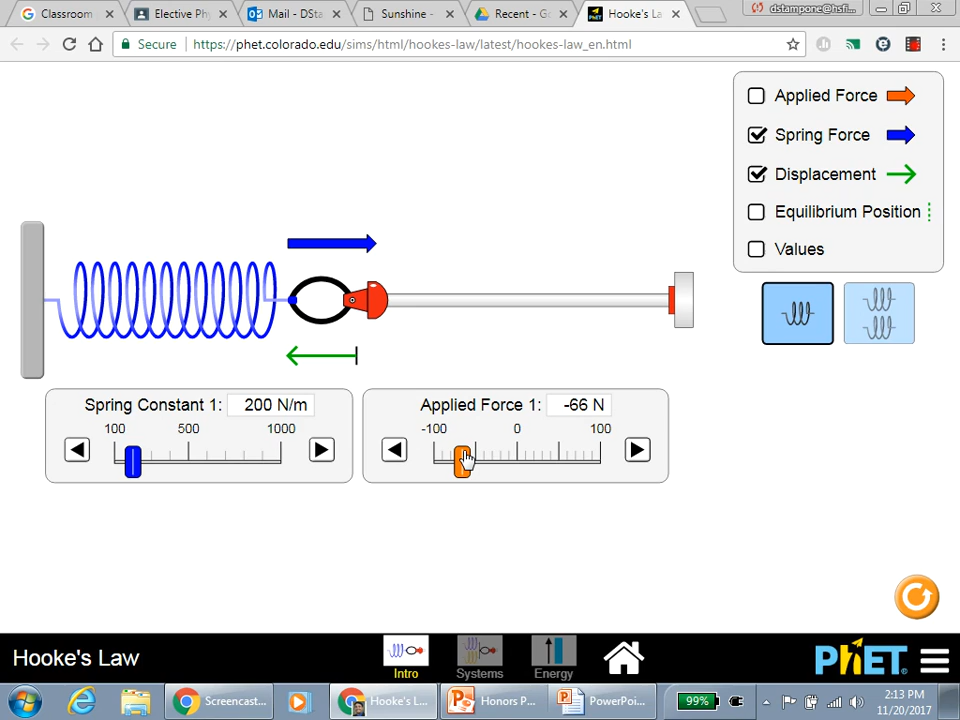 Classroom
Elective Ph
Mail - DSta
Sunshine -
Recent - Go
Hooke's La
dstampone@hsfi...
Secure
https://phet.colorado.edu/sims/html/hookes-law/latest/hookes-law_en.html
Applied Force
Spring Force
Displacement
Equilibrium Position
Values
Spring Constant 1: 200 N/m
100 500 1000
Applied Force 1: -66 N
-100 0 100
Hooke's Law
Intro
Systems
Energy
PhET
Screencast...
Hooke's L...
Honors P...
PowerPoi...
99%
2:13 PM
11/20/2017